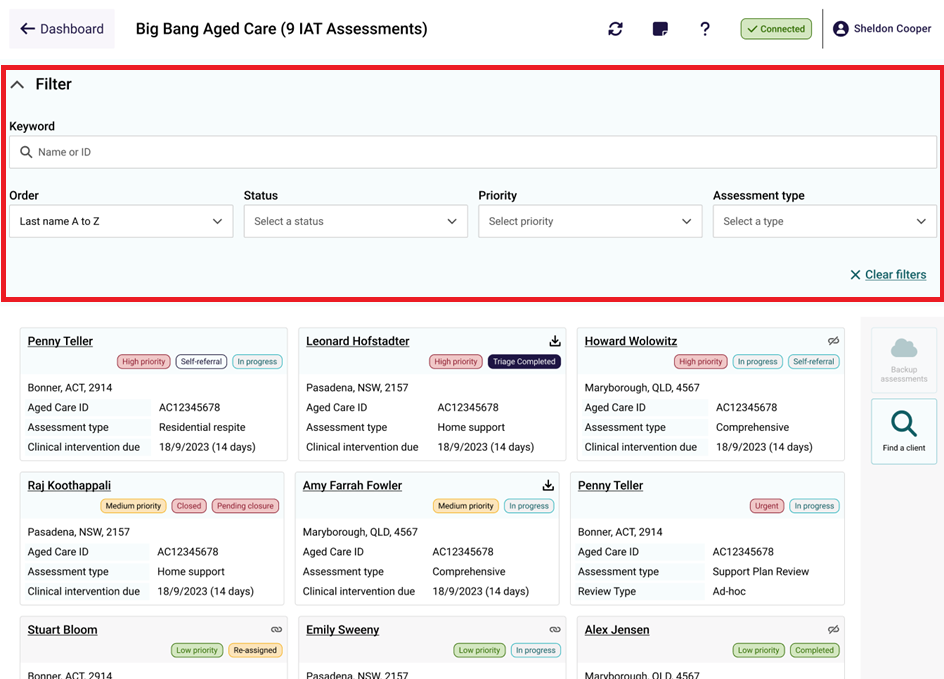 Dashboard Big Bang Aged Care (9 IAT Assessments) ? Connected Sheldon Cooper
Filter
Keyword
Name or ID
Order Status Priority Assessment type
Last name A to Z Select a status Select priority Select a type
Clear filters
Penny Teller
High priority Self-referral In progress
Bonner, ACT, 2914
Aged Care ID AC12345678
Assessment type Residential respite
Clinical intervention due 18/9/2023 (14 days)
Leonard Hofstadter
High priority Triage Completed
Pasadena, NSW, 2157
Aged Care ID AC12345678
Assessment type Home support
Clinical intervention due 18/9/2023 (14 days)
Howard Wolowitz
High priority In progress Self-referral
Maryborough, QLD, 4567
Aged Care ID AC12345678
Assessment type Comprehensive
Clinical intervention due 18/9/2023 (14 days)
Backup
assessments
Find a client
Raj Koothappali
Medium priority Closed Pending closure
Pasadena, NSW, 2157
Aged Care ID AC12345678
Assessment type Home support
Clinical intervention due 18/9/2023 (14 days)
Amy Farrah Fowler
Medium priority In progress
Maryborough, QLD, 4567
Aged Care ID AC12345678
Assessment type Comprehensive
Clinical intervention due 18/9/2023 (14 days)
Penny Teller
Urgent In progress
Bonner, ACT, 2914
Aged Care ID AC12345678
Assessment type Support Plan Review
Review Type Ad-hoc
Stuart Bloom
Low priority Re-assigned
Bonner, ACT, 2914
Emily Sweeny
Low priority In progress
Pasadena, NSW, 2157
Alex Jensen
Low priority Completed
Maryborough, QLD, 4567